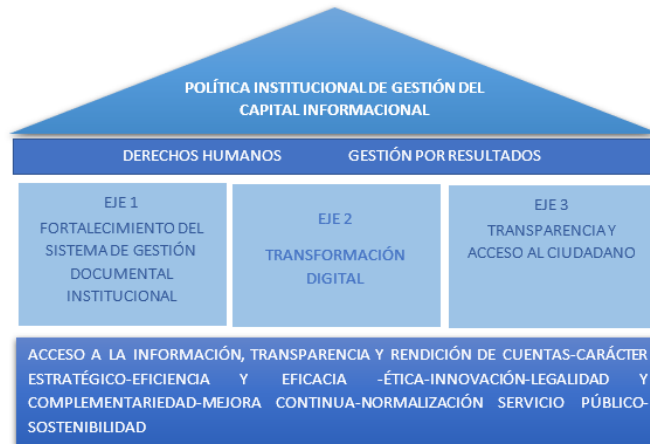 POLÍTICA INSTITUCIONAL DE GESTIÓN DEL
CAPITAL INFORMACIONAL
DERECHOS HUMANOS GESTIÓN POR RESULTADOS
EJE 1
FORTALECIMIENTO DEL
SISTEMA DE GESTIÓN
DOCUMENTAL
INSTITUCIONAL
EJE 2
TRANSFORMACIÓN
DIGITAL
EJE 3
TRANSPARENCIA Y
ACCESO AL CIUDADANO
ACCESO A LA INFORMACIÓN, TRANSPARENCIA Y RENDICIÓN DE CUENTAS-CARÁCTER
ESTRATÉGICO-EFICIENCIA Y EFICACIA -ÉTICA-INNOVACIÓN-LEGALIDAD Y
COMPLEMENTARIEDAD-MEJORA CONTINUA-NORMALIZACIÓN SERVICIO PÚBLICO-
SOSTENIBILIDAD